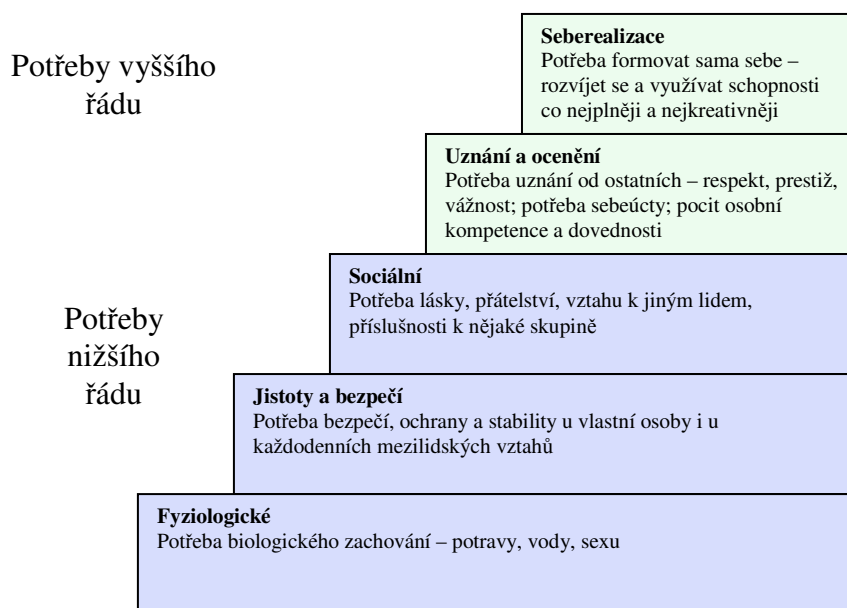 Potřeby vyššího
řádu
Seberealizace
Potřeba formovat sama sebe –
rozvíjet se a využívat schopnosti
co nejplněji a nejkreativněji
Uznání a ocenění
Potřeba uznání od ostatních – respekt, prestiž,
vážnost; potřeba sebeúcty; pocit osobní
kompetence a dovednosti
Potřeby
nižšího
řádu
Sociální
Potřeba lásky, přátelství, vztahu k jiným lidem,
příslušnosti k nějaké skupině
Jistoty a bezpečí
Potřeba bezpečí, ochrany a stability u vlastní osoby i u
každodenních mezilidských vztahů
Fyziologické
Potřeba biologického zachování – potravy, vody, sexu